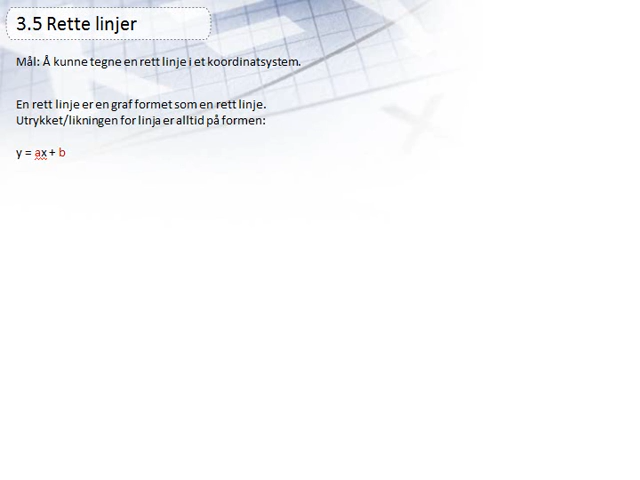 3.5 Rette linjer
Mål: Å kunne tegne en rett linje i et koordinatsystem.
En rett linje er en graf formet som en rett linje.
Utrykket/likningen for linja er alltid på formen:
y = ax + b